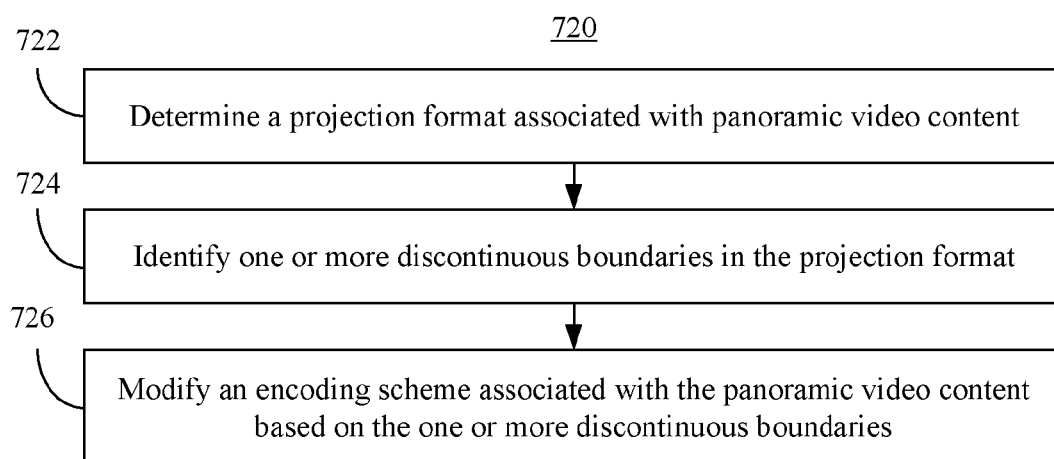 720
722
Determine a projection format associated with panoramic video content
724
Identify one or more discontinuous boundaries in the projection format
726
Modify an encoding scheme associated with the panoramic video content
based on the one or more discontinuous boundaries